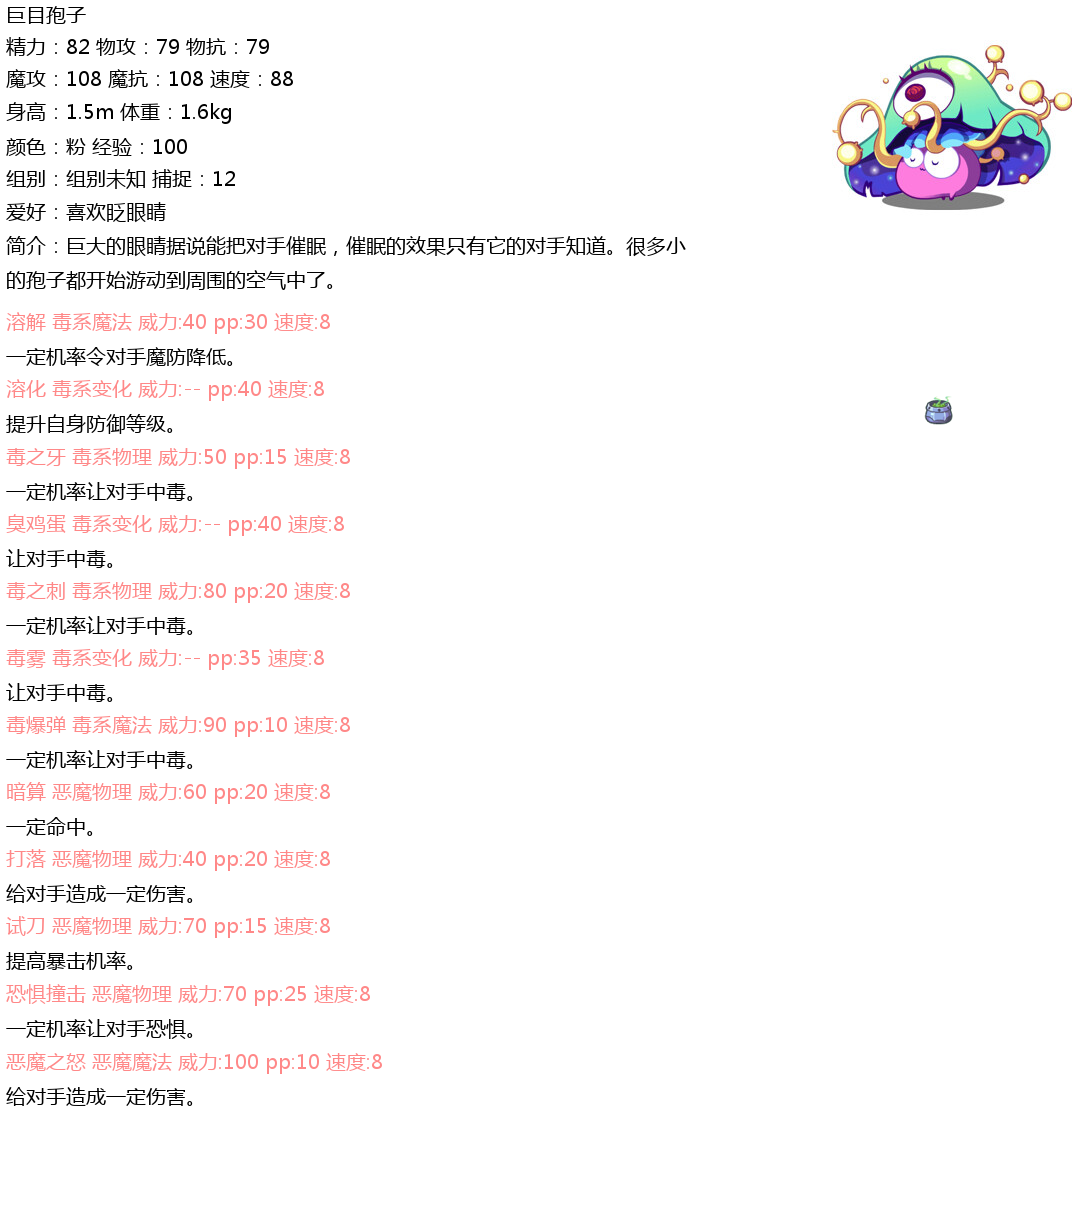 巨目孢子
精力：82 物攻：79 物抗：79
魔攻：108 魔抗：108 速度：88
身高：1.5m 体重：1.6kg
颜色：粉 经验：100
组别：组别未知 捕捉：12
爱好：喜欢眨眼睛
简介：巨大的眼睛据说能把对手催眠，催眠的效果只有它的对手知道。很多小
的孢子都开始游动到周围的空气中了。
溶解 毒系魔法 威力:40 pp:30 速度:8
一定机率令对手魔防降低。
溶化 毒系变化 威力:-- pp:40 速度:8
提升自身防御等级。
毒之牙 毒系物理 威力:50 pp:15 速度:8
一定机率让对手中毒。
臭鸡蛋 毒系变化 威力:-- pp:40 速度:8
让对手中毒。
毒之刺 毒系物理 威力:80 pp:20 速度:8
一定机率让对手中毒。
毒雾 毒系变化 威力:-- pp:35 速度:8
让对手中毒。
毒爆弹 毒系魔法 威力:90 pp:10 速度:8
一定机率让对手中毒。
暗算 恶魔物理 威力:60 pp:20 速度:8
一定命中。
打落 恶魔物理 威力:40 pp:20 速度:8
给对手造成一定伤害。
试刀 恶魔物理 威力:70 pp:15 速度:8
提高暴击机率。
恐惧撞击 恶魔物理 威力:70 pp:25 速度:8
一定机率让对手恐惧。
恶魔之怒 恶魔魔法 威力:100 pp:10 速度:8
给对手造成一定伤害。